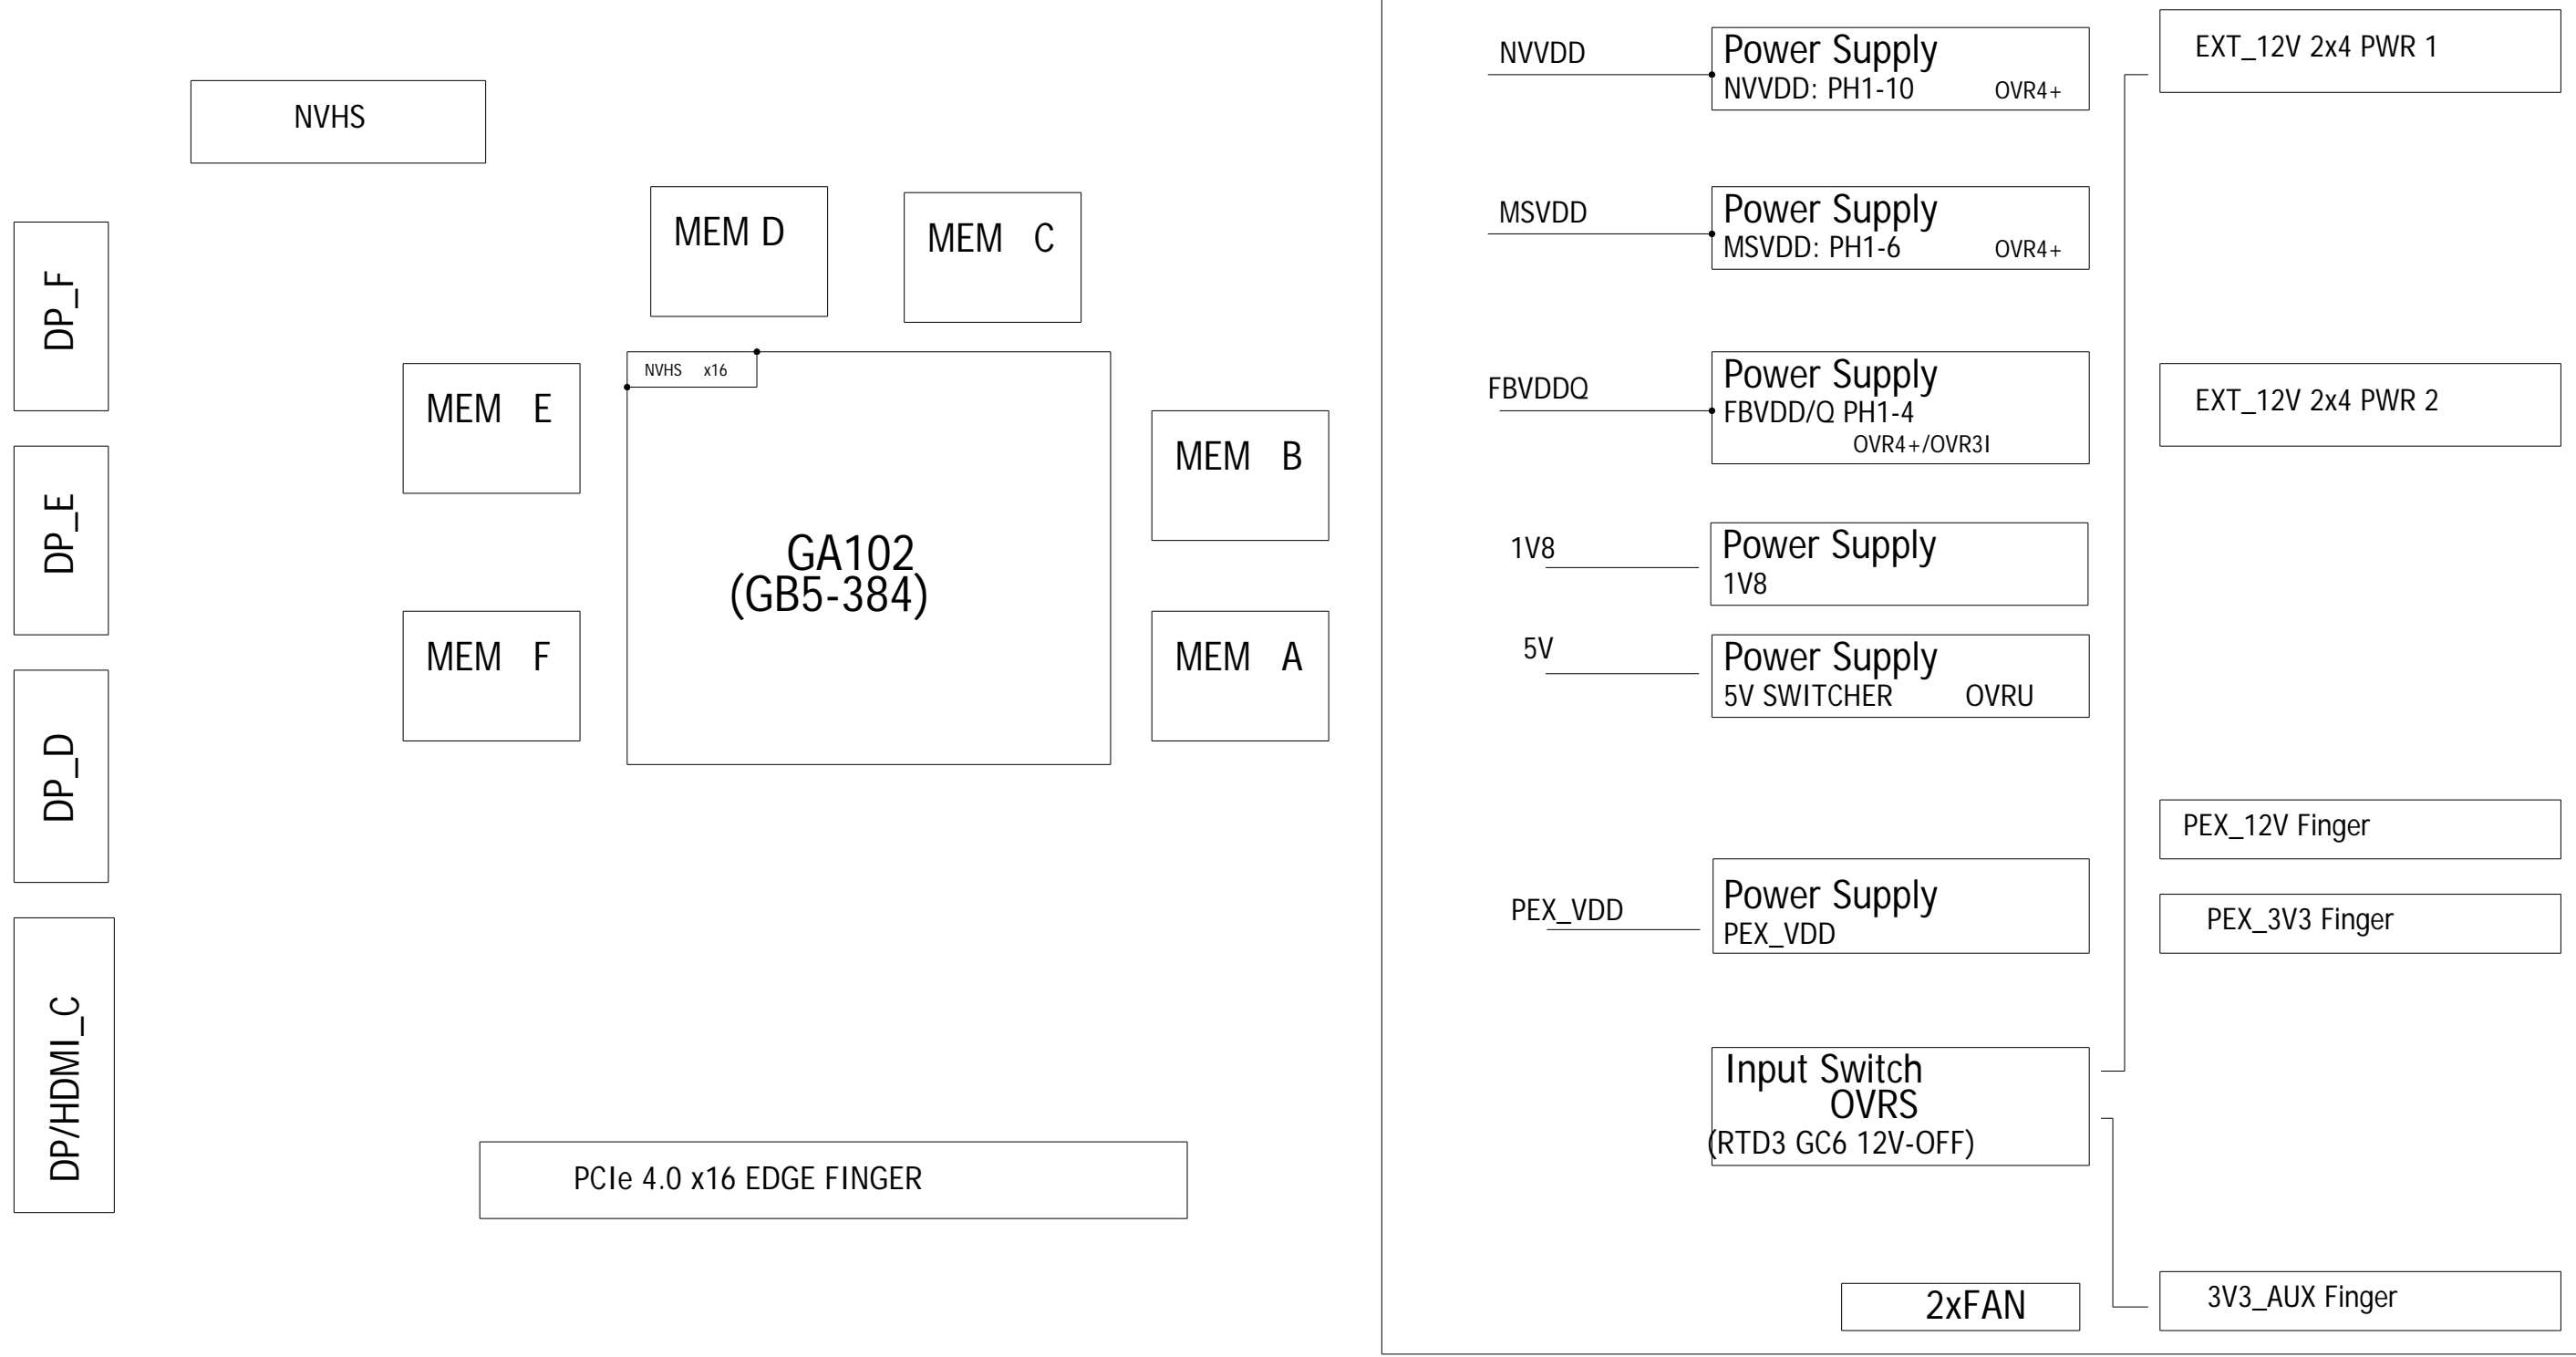 NVHS
MEM D
MEM C
DP_F
NVHS x16
MEM E
MEM B
DP_E
GA102
(GB5-384)
MEM F
MEM A
DP_D
DP/HDMI_C
PCIe 4.0 x16 EDGE FINGER
NVVDD
Power Supply
NVVDD: PH1-10 OVR4+
MSVDD
Power Supply
MSVDD: PH1-6 OVR4+
FBVDDQ
Power Supply
FBVDD/Q PH1-4
OVR4+/OVR3I
1V8
Power Supply
1V8
5V
Power Supply
5V SWITCHER OVRU
PEX_VDD
Power Supply
PEX_VDD
Input Switch
OVRS
(RTD3 GC6 12V-OFF)
2xFAN
EXT_12V 2x4 PWR 1
EXT_12V 2x4 PWR 2
PEX_12V Finger
PEX_3V3 Finger
3V3_AUX Finger